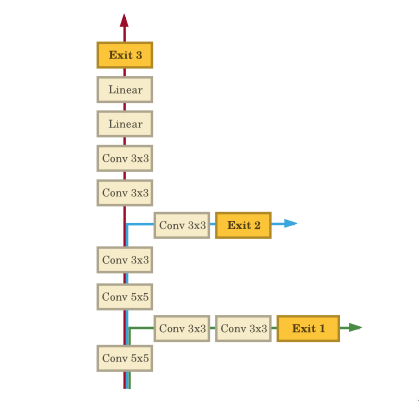 Exit 3
Linear
Linear
Conv 3x3
Conv 3x3
Conv 3x3 Exit 2
Conv 3x3
Conv 5x5
Conv 3x3 Conv 3x3 Exit 1
Conv 5x5